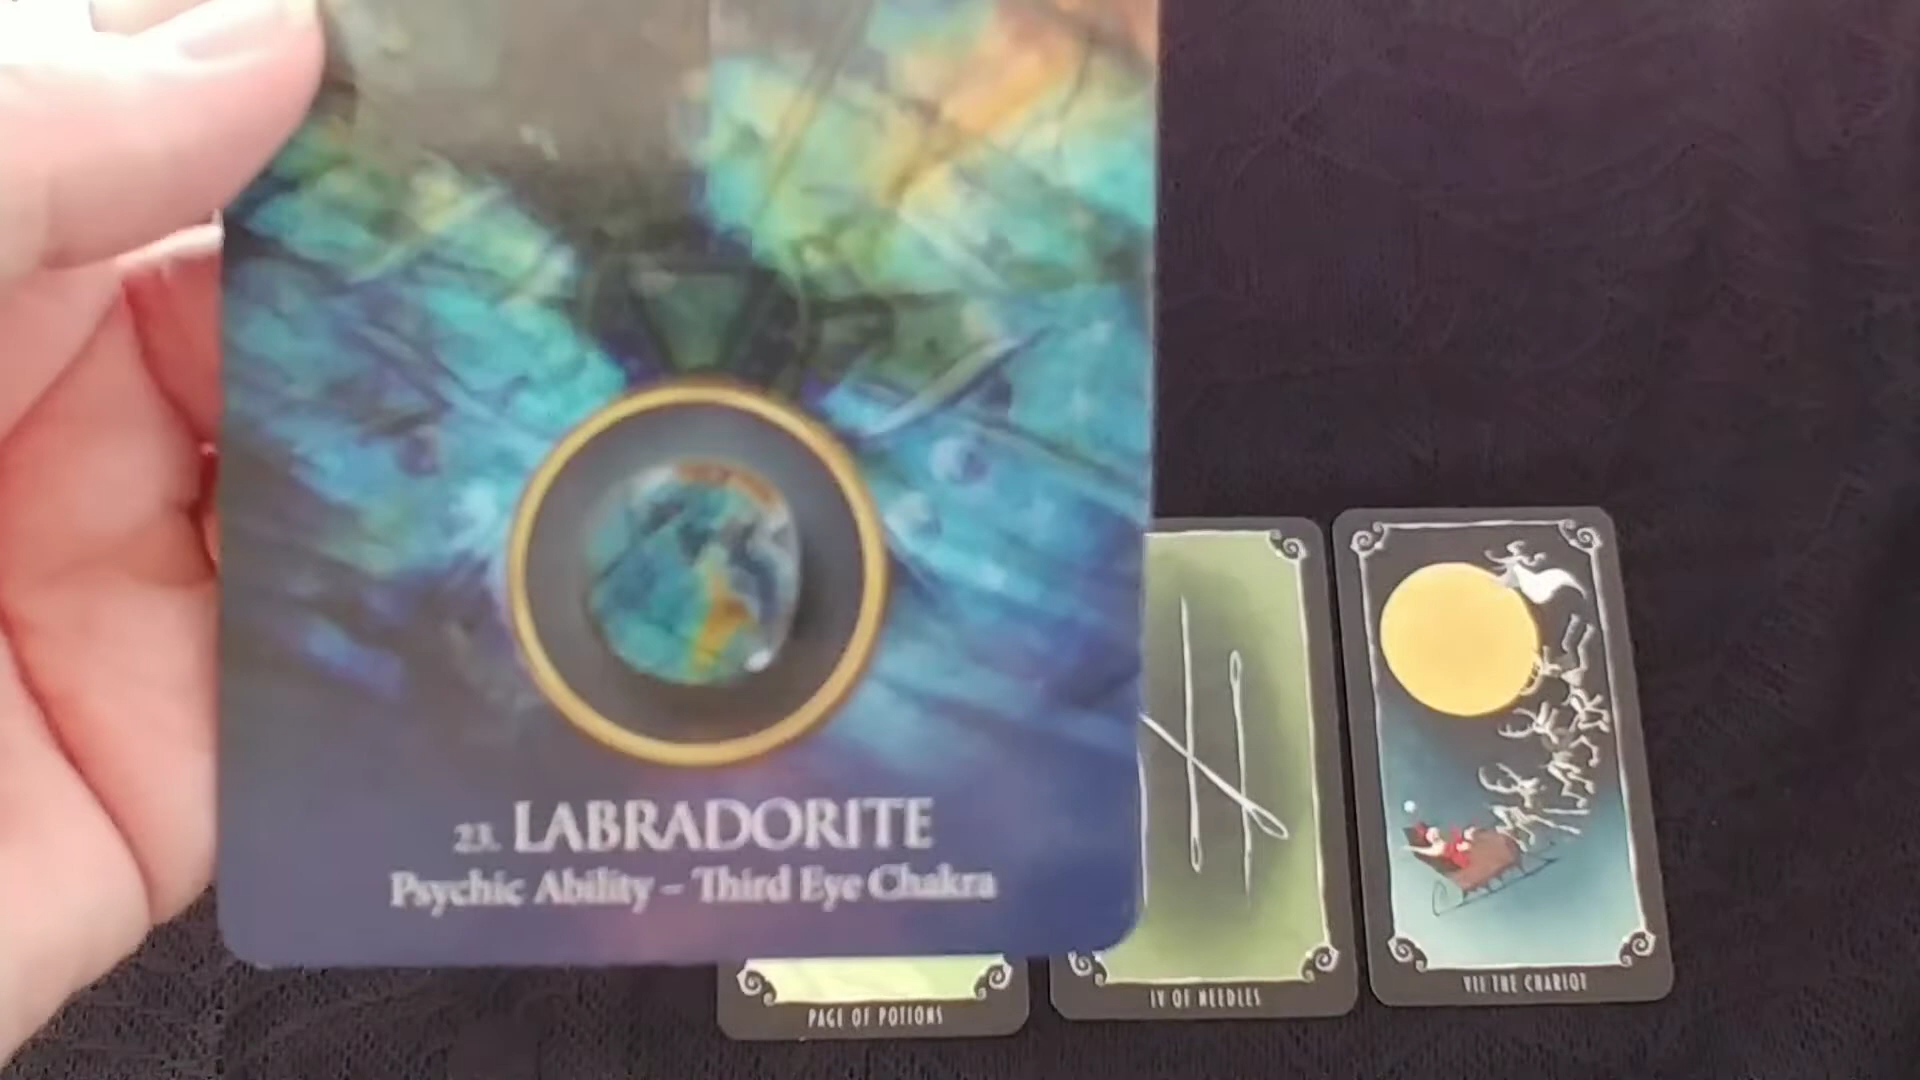 23. LABRADORITE
Psychic Ability – Third Eye Chakra
PAGE OF POTIONS
IV OF NEEDLES
VII THE CHARIOT